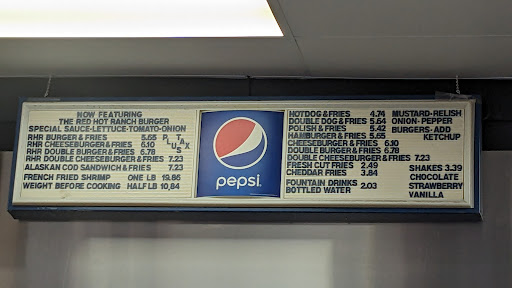 NOW FEATURING
THE RED HOT RANCH BURGER
SPECIAL SAUCE-LETTUCE-TOMATO-ONION
RHR BURGER & FRIES 5.65
RHR CHEESEBURGER & FRIES 6.10
RHR DOUBLE BURGER & FRIES 6.78
RHR DOUBLE CHEESEBURGER & FRIES 7.23
ALASKAN COD SANDWICH & FRIES 7.23
PLUS TAX
FRENCH FRIED SHRIMP ONE LB 19.86
WEIGHT BEFORE COOKING HALF LB 10,84
pepsi
HOTDOG & FRIES 4.74
DOUBLE DOG & FRIES 5.64
POLISH & FRIES 5.42
HAMBURGER & FRIES 5.65
CHEESEBURGER & FRIES 6.10
DOUBLE BURGER & FRIES 6.78
DOUBLE CHEESEBURGER & FRIES 7.23
FRESH CUT FRIES 2.49
CHEDDAR FRIES 3.84
FOUNTAIN DRINKS 2.03
BOTTLED WATER
MUSTARD-RELISH
ONION-PEPPER
BURGERS-ADD
KETCHUP
SHAKES 3.39
CHOCOLATE
STRAWBERRY
VANILLA